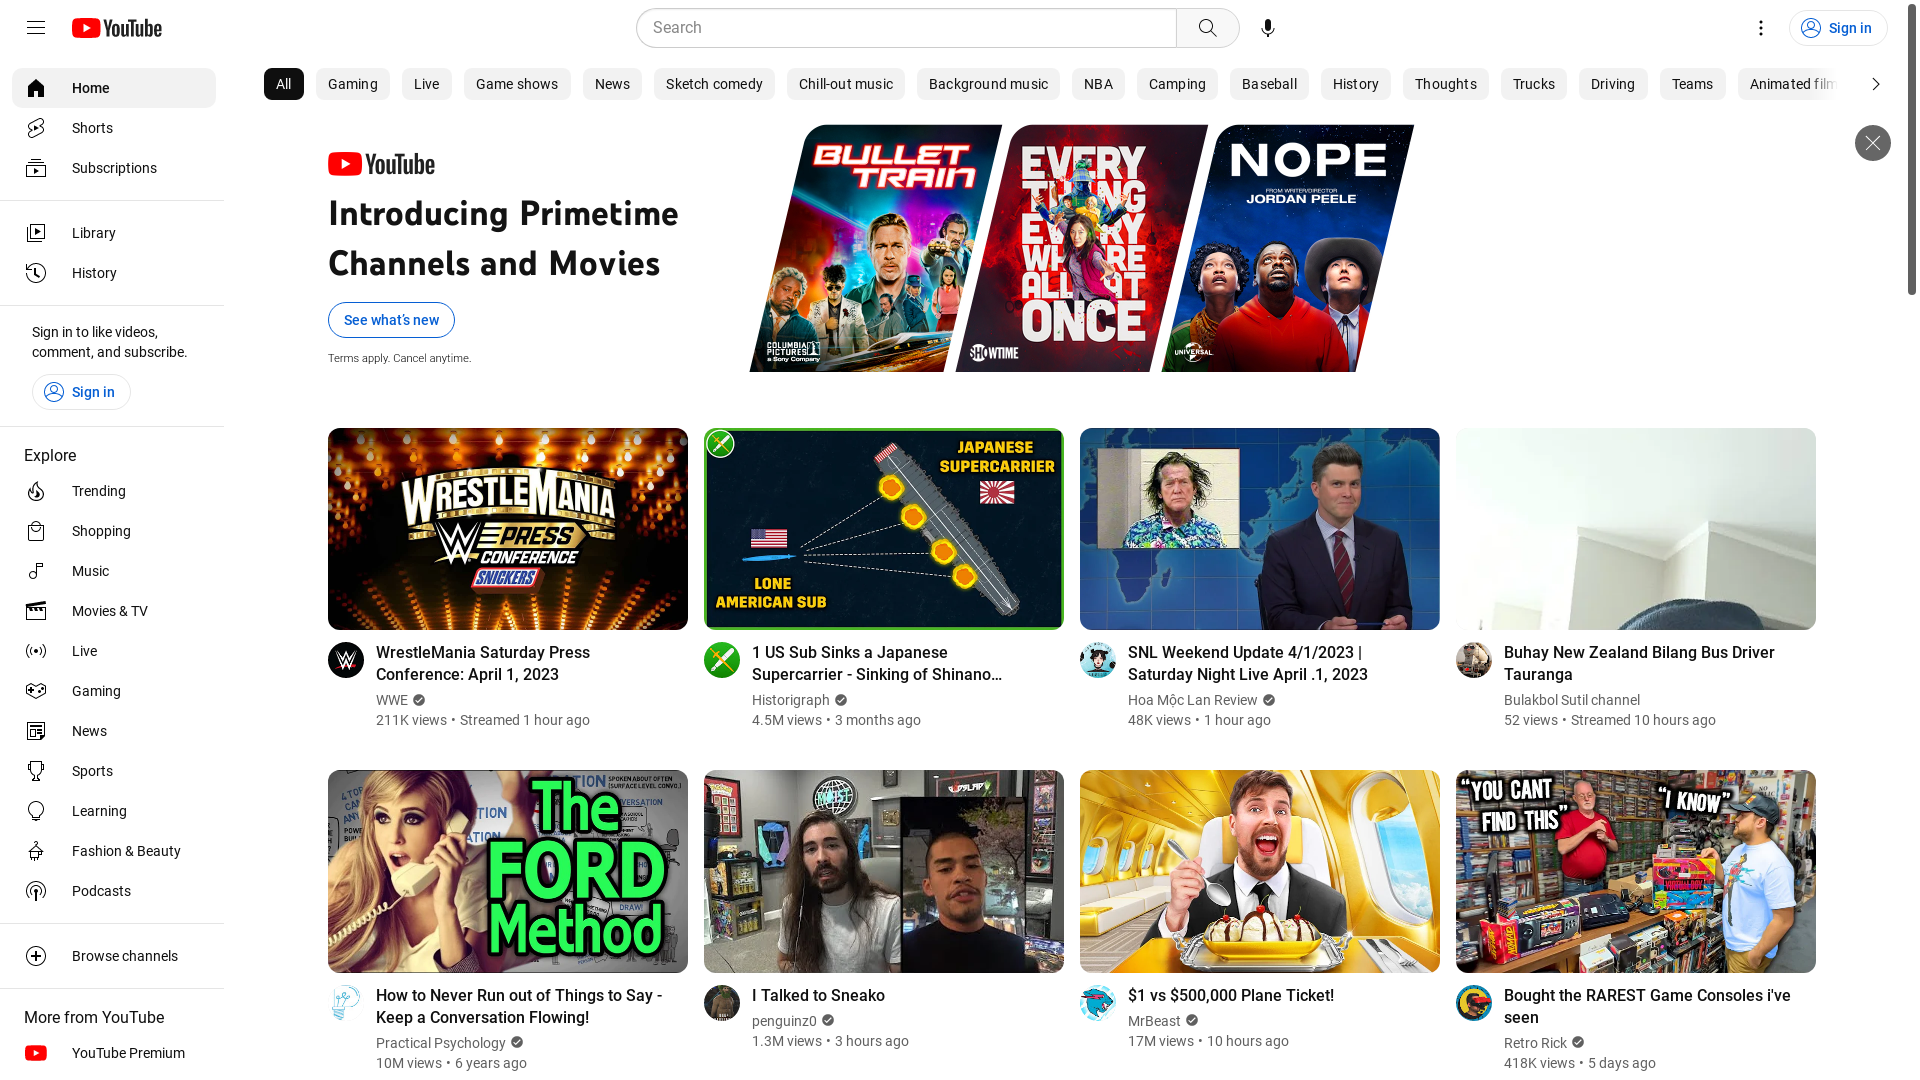 YouTube
Search
Sign in
Home
Shorts
Subscriptions
Library
History
Sign in to like videos,
comment, and subscribe.
Sign in
Explore
Trending
Shopping
Music
Movies & TV
Live
Gaming
News
Sports
Learning
Fashion & Beauty
Podcasts
Browse channels
More from YouTube
YouTube Premium
All
Gaming
Live
Game shows
News
Sketch comedy
Chill-out music
Background music
NBA
Camping
Baseball
History
Thoughts
Trucks
Driving
Teams
Animated film
YouTube
Introducing Primetime
Channels and Movies
See what's new
Terms apply. Cancel anytime.
BULLET
TRAIN
COLUMBIA
PICTURES
a Sony Company
EVERY
THING
EVERY
WHERE
ALL AT
ONCE
SHOWTIME
NOPE
FROM WRITER/DIRECTOR
JORDAN PEELE
UNIVERSAL
WRESTLEMANIA
W PRESS
CONFERENCE
SNICKERS
WrestleMania Saturday Press
Conference: April 1, 2023
WWE
211K views • Streamed 1 hour ago
JAPANESE
SUPERCARRIER
LONE
AMERICAN SUB
1 US Sub Sinks a Japanese
Supercarrier - Sinking of Shinano...
Historigraph
4.5M views • 3 months ago
SNL Weekend Update 4/1/2023 |
Saturday Night Live April .1, 2023
Hoa Mộc Lan Review
48K views • 1 hour ago
Buhay New Zealand Bilang Bus Driver
Tauranga
Bulakbol Sutil channel
52 views • Streamed 10 hours ago
SPOKEN ABOUT OFTEN
(SURFACE LEVEL CONVO.)
The
FORD
Method
How to Never Run out of Things to Say -
Keep a Conversation Flowing!
Practical Psychology
10M views • 6 years ago
I Talked to Sneako
penguinz0
1.3M views • 3 hours ago
$1 vs $500,000 Plane Ticket!
MrBeast
17M views • 10 hours ago
"YOU CANT
FIND THIS"
"I KNOW"
Bought the RAREST Game Consoles i've
seen
Retro Rick
418K views • 5 days ago